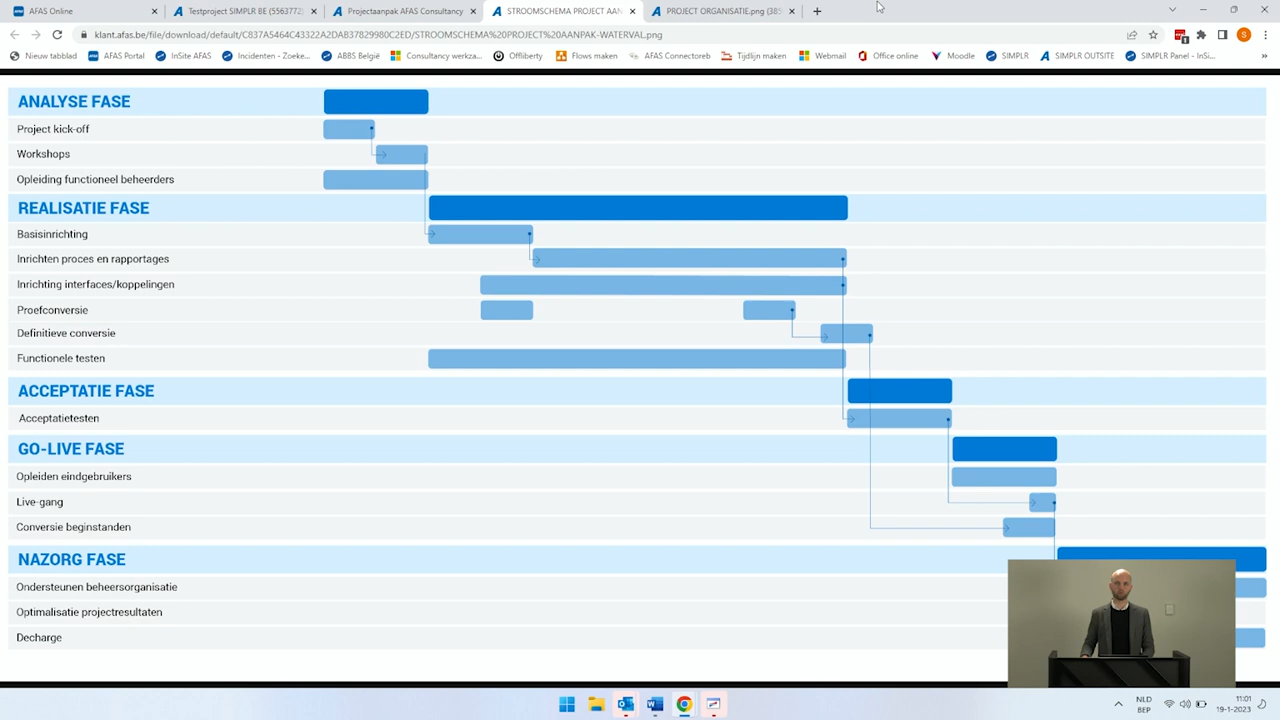 AFAS Online
Testproject SIMPLR BE (5563772)
Projectaanpak AFAS Consultancy
STROOMSCHEMA PROJECT AAN
PROJECT ORGANISATIE.png (385
klant.afas.be/file/download/default/C837A5464C43322A2DAB37829980C2ED/STROOMSCHEMA%20PROJECT%20AANPAK-WATERVAL.png
Nieuw tabblad
AFAS Portal
InSite AFAS
Incidenten - Zoeke...
ABBS België
Consultancy werkza...
Offliberty
Flows maken
AFAS Connectoreb
Tijdlijn maken
Webmail
Office online
Moodle
SIMPLR
SIMPLR OUTSITE
SIMPLR Panel - InSi...
ANALYSE FASE
Project kick-off
Workshops
Opleiding functioneel beheerders
REALISATIE FASE
Basisinrichting
Inrichten proces en rapportages
Inrichting interfaces/koppelingen
Proefconversie
Definitieve conversie
Functionele testen
ACCEPTATIE FASE
Acceptatietesten
GO-LIVE FASE
Opleiden eindgebruikers
Live-gang
Conversie beginstanden
NAZORG FASE
Ondersteunen beheersorganisatie
Optimalisatie projectresultaten
Decharge
NLD
BEP
11:01
19-1-2023